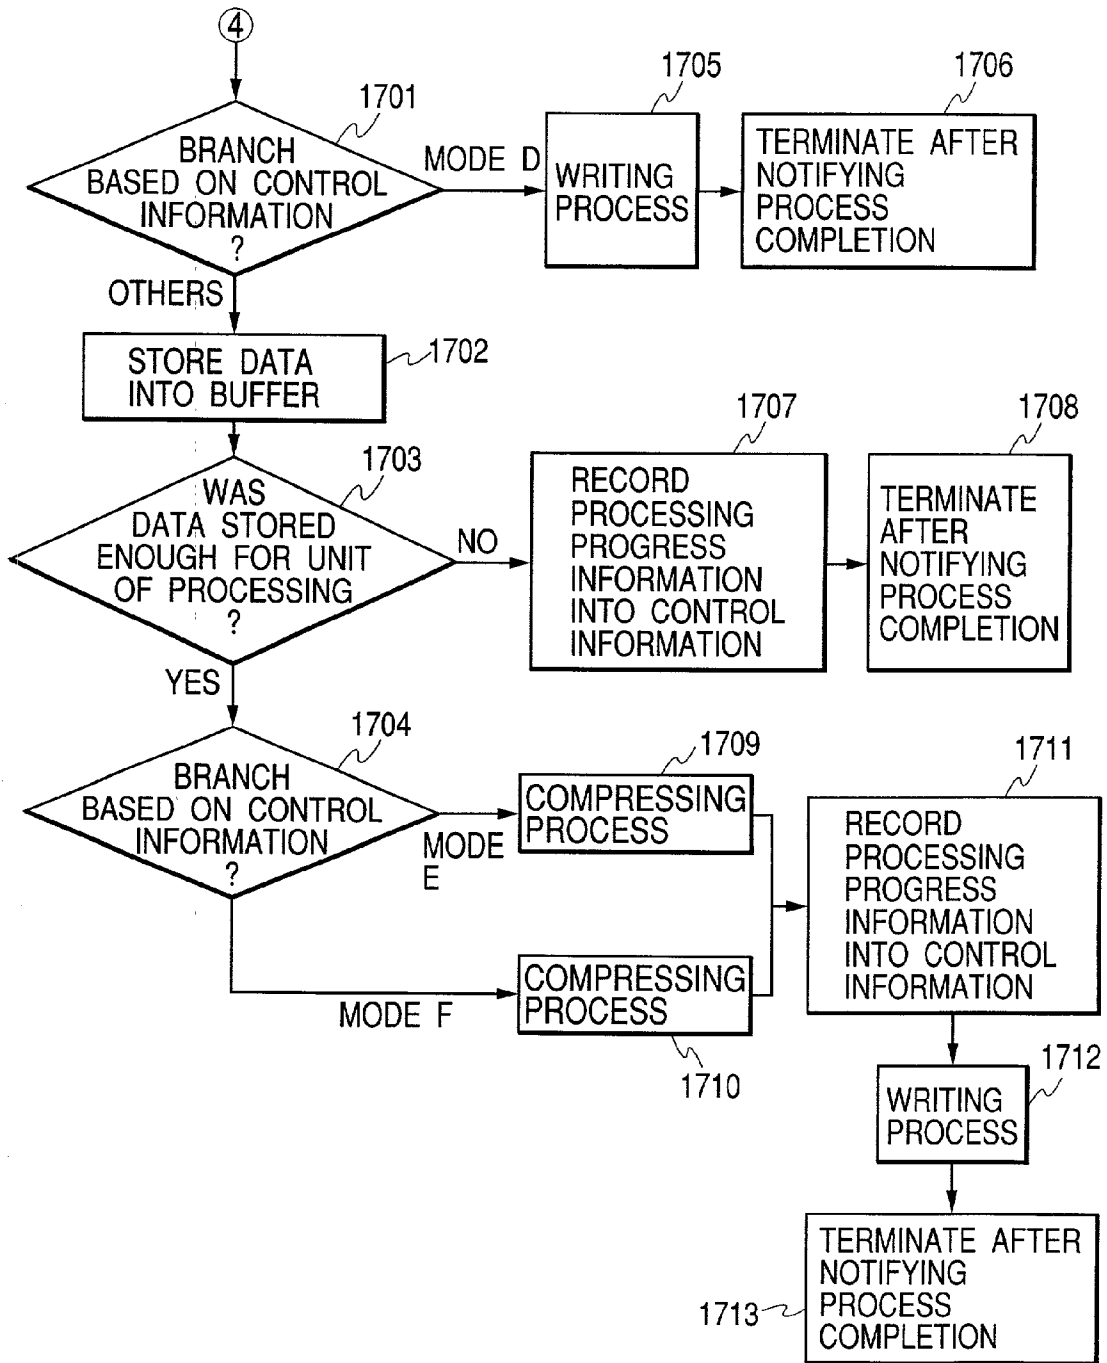 4
1701
BRANCH
BASED ON CONTROL
INFORMATION
?
MODE D
1705
WRITING
PROCESS
1706
TERMINATE AFTER
NOTIFYING
PROCESS
COMPLETION
OTHERS
STORE DATA
INTO BUFFER
1702
1703
WAS
DATA STORED
ENOUGH FOR UNIT
OF PROCESSING
?
NO
1707
RECORD
PROCESSING
PROGRESS
INFORMATION
INTO CONTROL
INFORMATION
1708
TERMINATE
AFTER
NOTIFYING
PROCESS
COMPLETION
YES
1704
BRANCH
BASED ON CONTROL
INFORMATION
?
MODE
E
1709
COMPRESSING
PROCESS
MODE F
COMPRESSING
PROCESS
1710
1711
RECORD
PROCESSING
PROGRESS
INFORMATION
INTO CONTROL
INFORMATION
1712
WRITING
PROCESS
1713
TERMINATE AFTER
NOTIFYING
PROCESS
COMPLETION